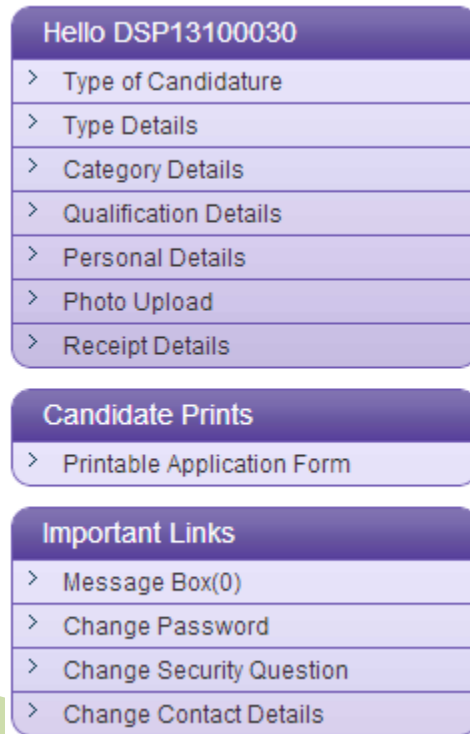 Hello DSP13100030
Type of Candidature
Type Details
Category Details
Qualification Details
Personal Details
Photo Upload
Receipt Details
Candidate Prints
Printable Application Form
Important Links
Message Box(0)
Change Password
Change Security Question
Change Contact Details